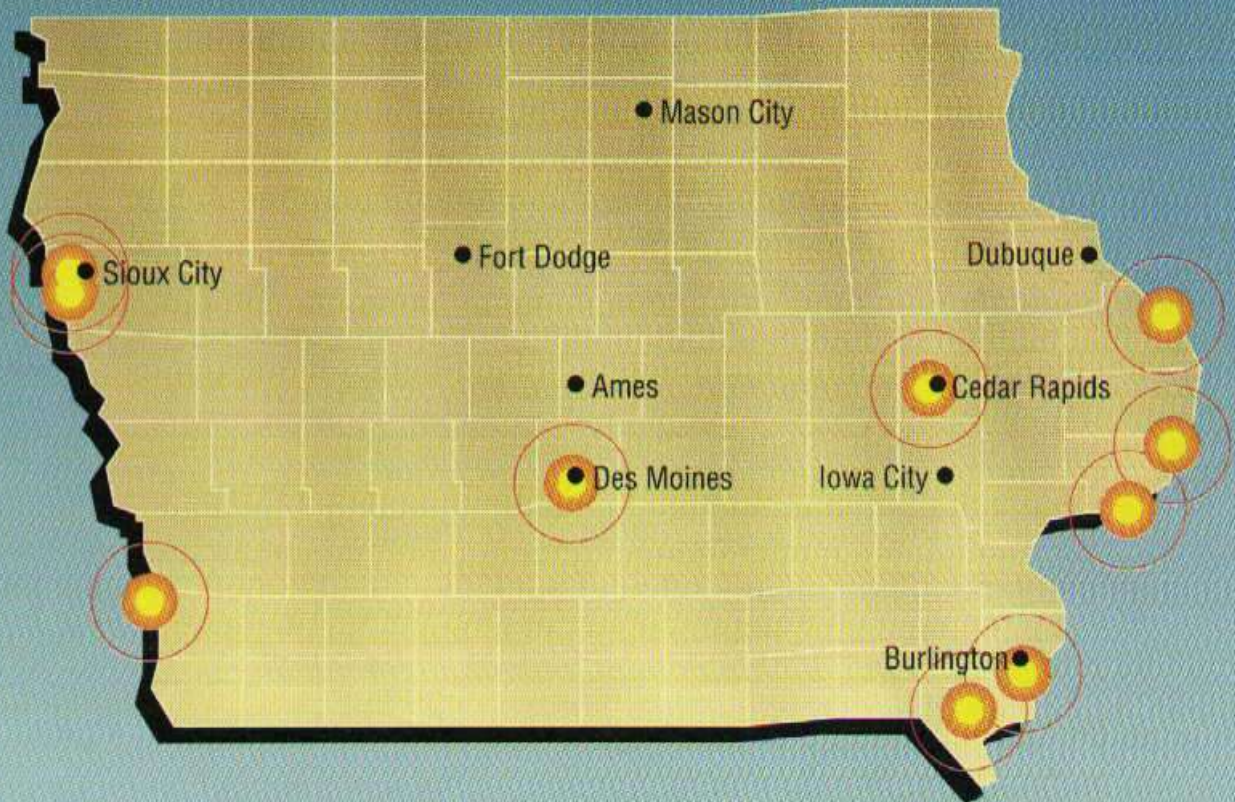 Mason City
Fort Dodge
Dubuque
Sioux City
Ames
Cedar Rapids
Des Moines
Iowa City
Burlington